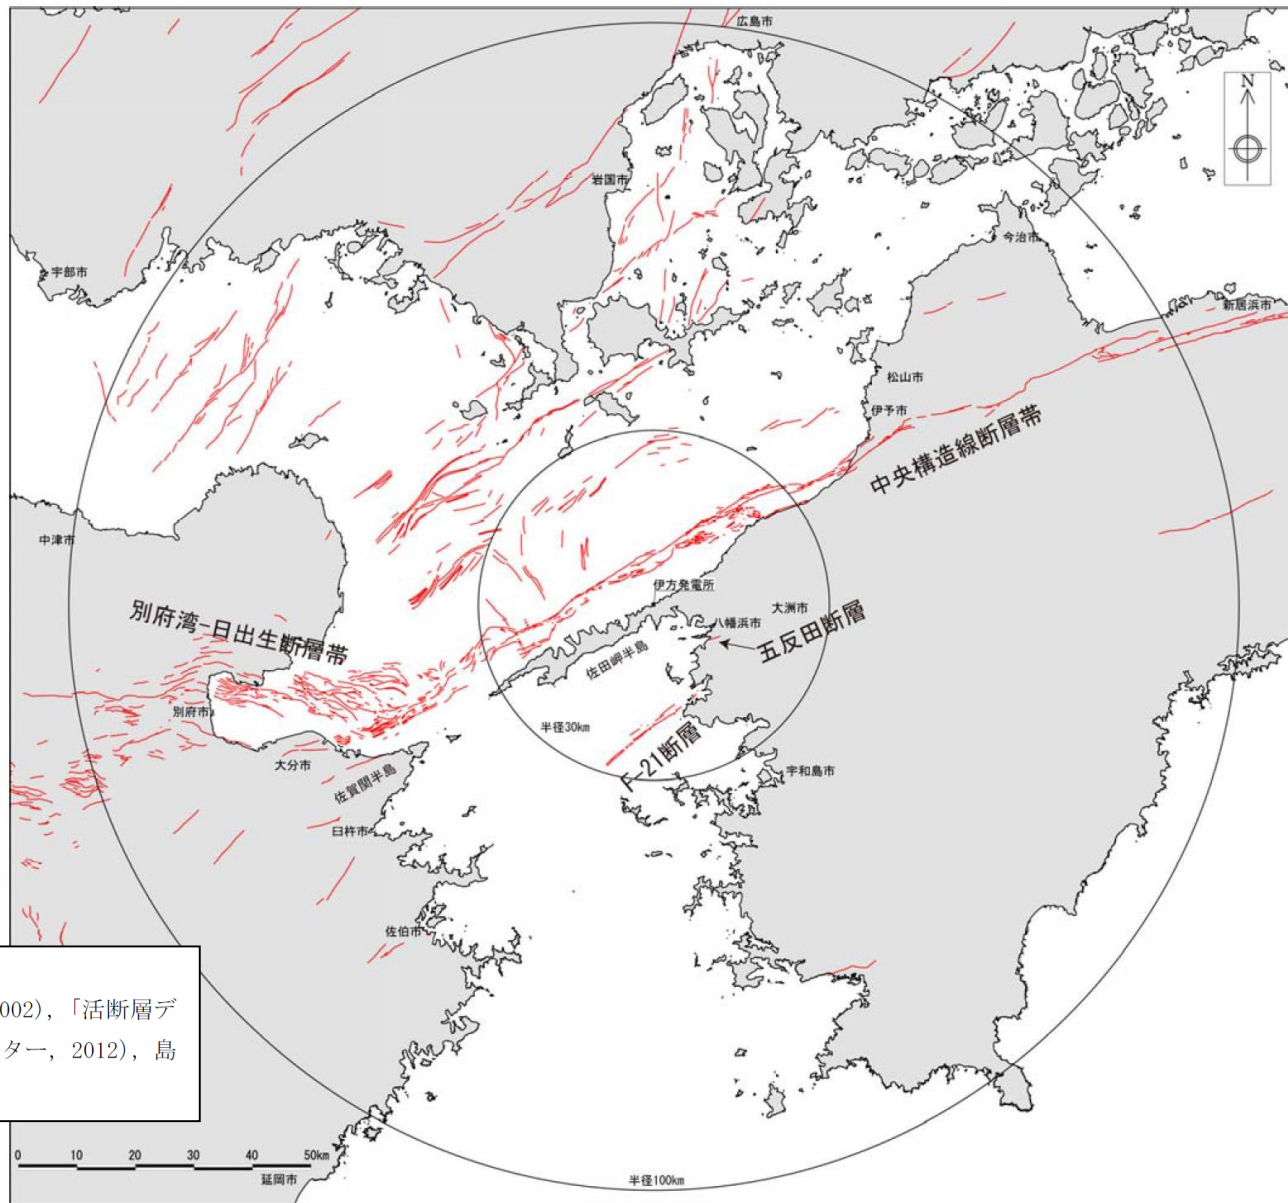 広島市
N
岩国市
今治市
宇部市
新居浜市
松山市
伊予市
中央構造線断層帯
中津市
伊方発電所
大洲市
八幡浜市
別府湾-日出生断層帯
五反田断層
佐田岬半島
別府市
半径30km
F-21断層
大分市
宇和島市
佐賀関半島
臼杵市
佐伯市
002),「活断層デ
ター, 2012), 島
0 10 20 30 40 50km
延岡市
半径100km